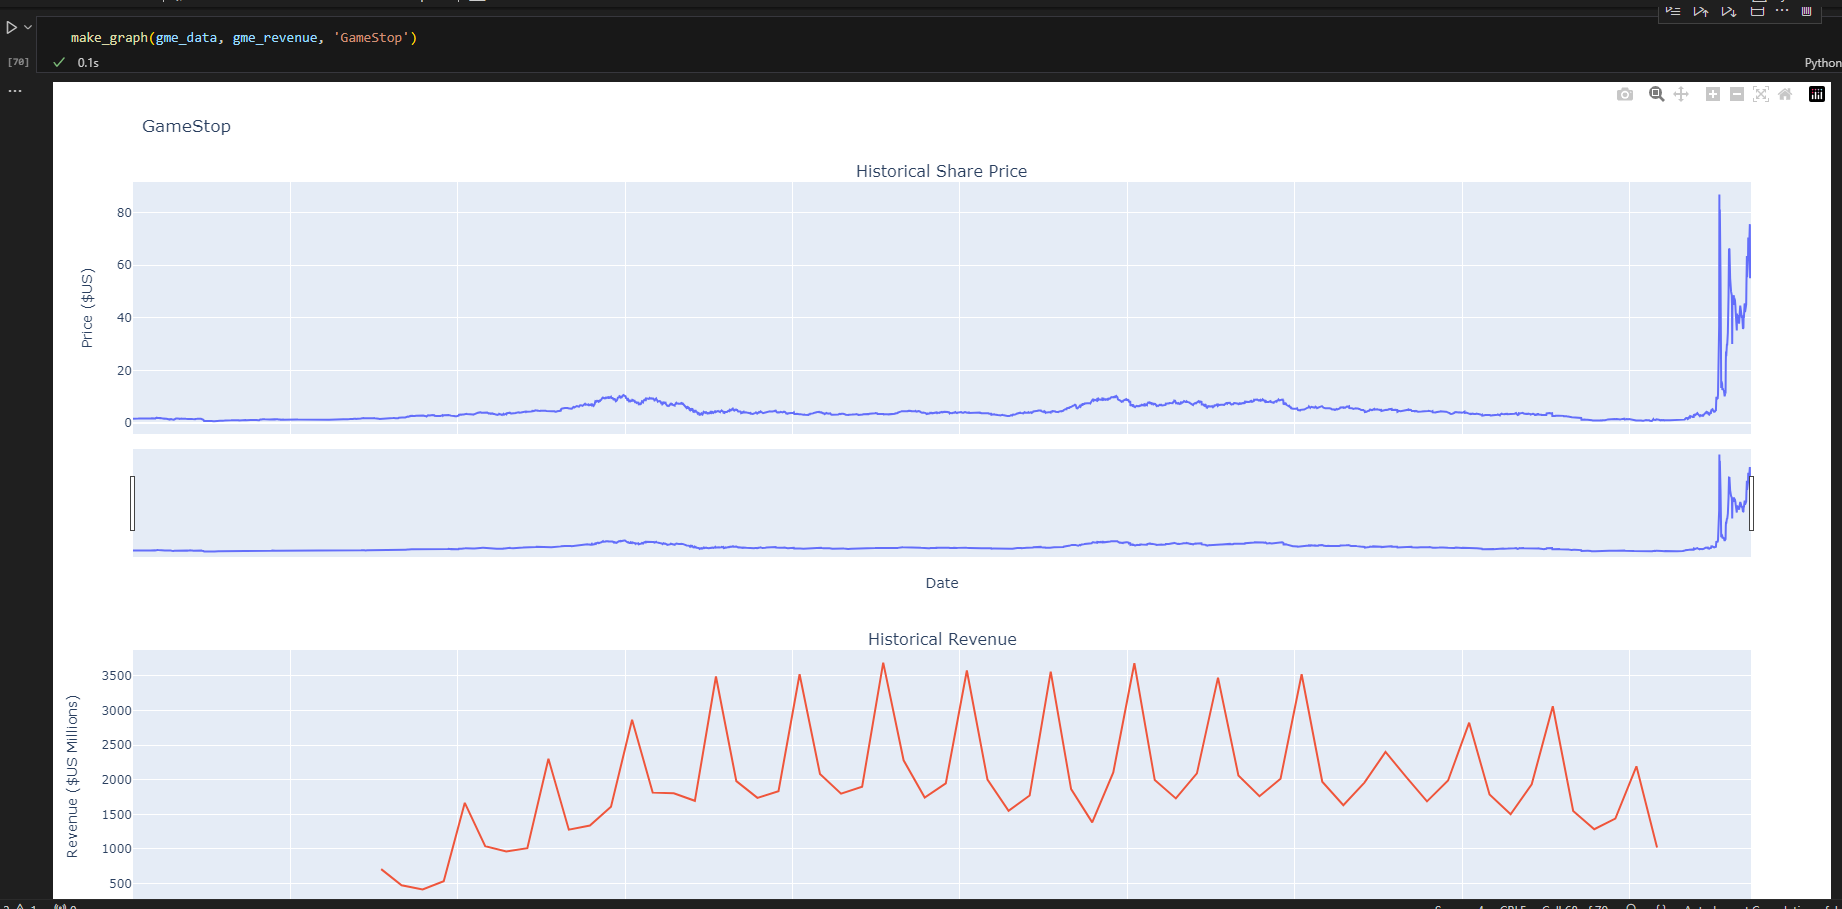 make_graph(gme_data, gme_revenue, 'GameStop')
[70]
0.1s
Python
GameStop
Historical Share Price
80
60
40
20
0
Price ($US)
Date
Historical Revenue
3500
3000
2500
2000
1500
1000
500
Revenue ($US Millions)